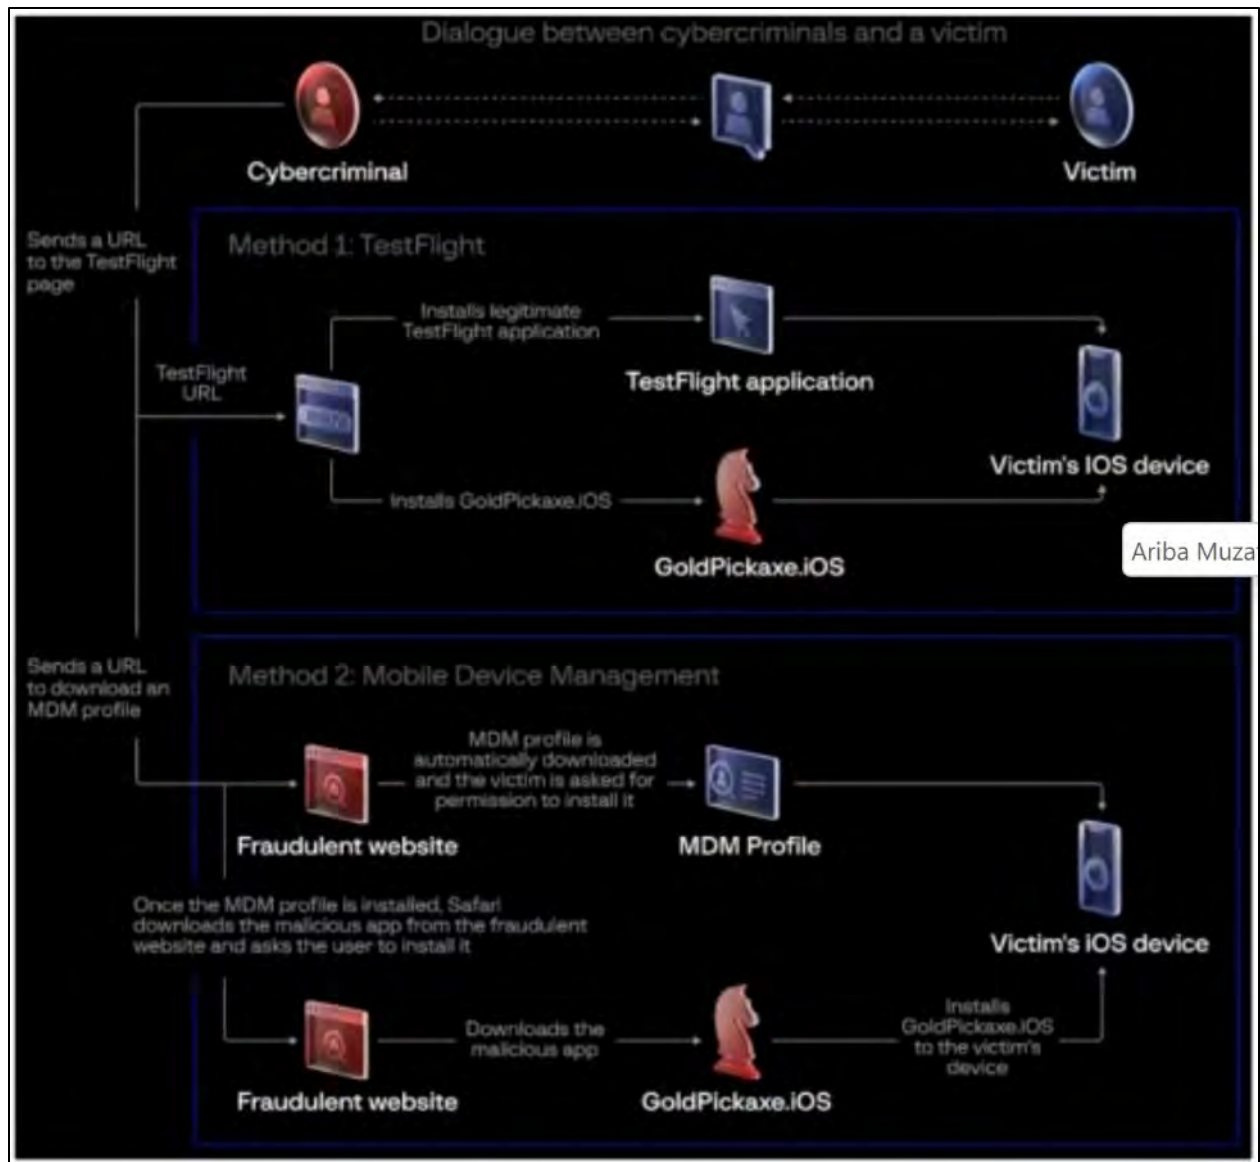 Dialogue between cybercriminals and a victim
Cybercriminal
Victim
Sends a URL
to the TestFlight
page
Method 1: TestFlight
Installs legitimate
TestFlight application
TestFlight application
TestFlight
URL
Victim's IOS device
Installs GoldPickaxe.iOS
GoldPickaxe.iOS
Ariba Muza
Sends a URL
to download an
MDM profile
Method 2: Mobile Device Management
MDM profile is
automatically downloaded
and the victim is asked for
permission to install it
Fraudulent website
MDM Profile
Once the MDM profile is installed, Safari
downloads the malicious app from the fraudulent
website and asks the user to install it
Victim's iOS device
Downloads the
malicious app
Installs
GoldPickaxe.iOS
to the victim's
device
Fraudulent website
GoldPickaxe.iOS